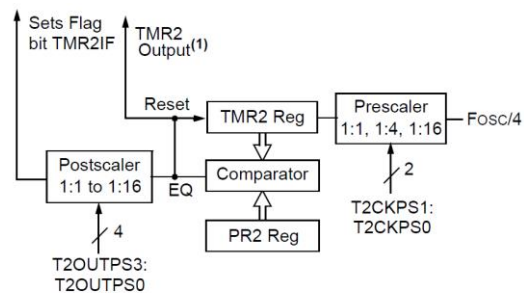 Sets Flag
bit TMR2IF
TMR2
Output(1)
Reset
TMR2 Reg
Prescaler
1:1, 1:4, 1:16
Fosc/4
Postscaler
1:1 to 1:16
EQ
Comparator
2
T2CKPS1:
T2CKPS0
4
PR2 Reg
T2OUTPS3:
T2OUTPS0